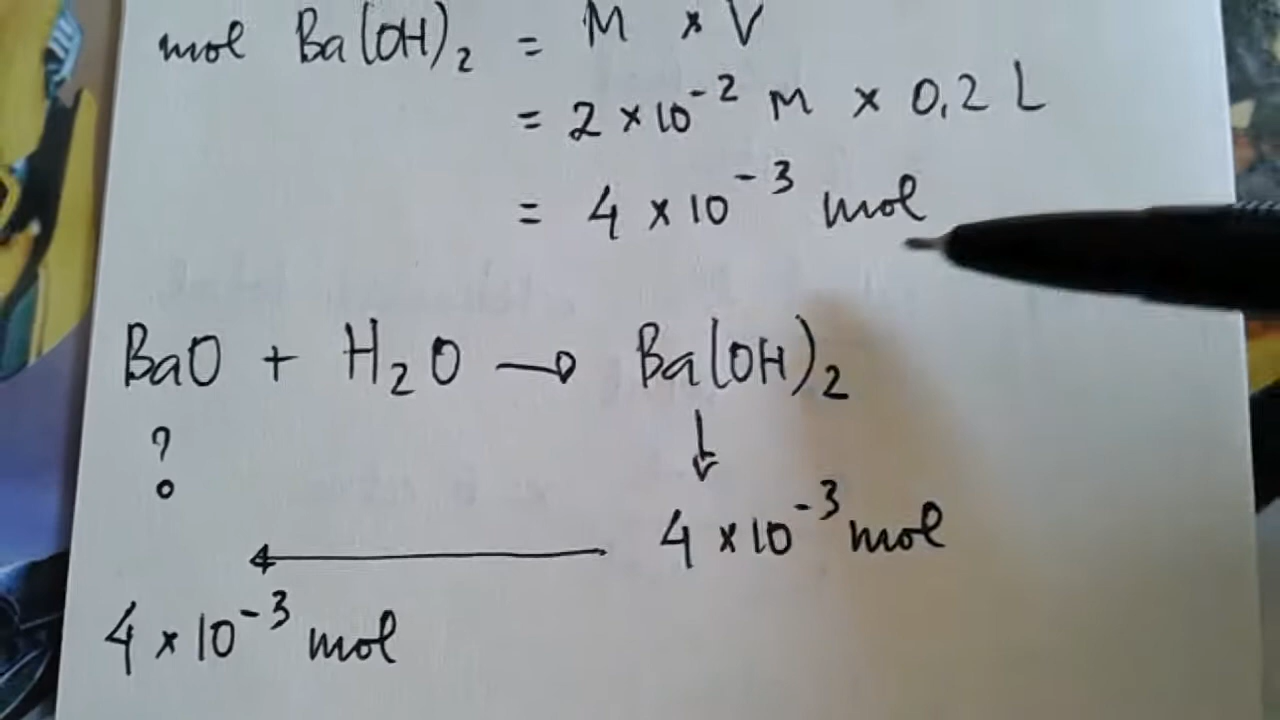 mol Ba(OH)₂ = M × V
= 2 × 10⁻² M × 0,2 L
= 4 × 10⁻³ mol
BaO + H₂O → Ba(OH)₂
? ↓
4 × 10⁻³ mol
←
4 × 10⁻³ mol